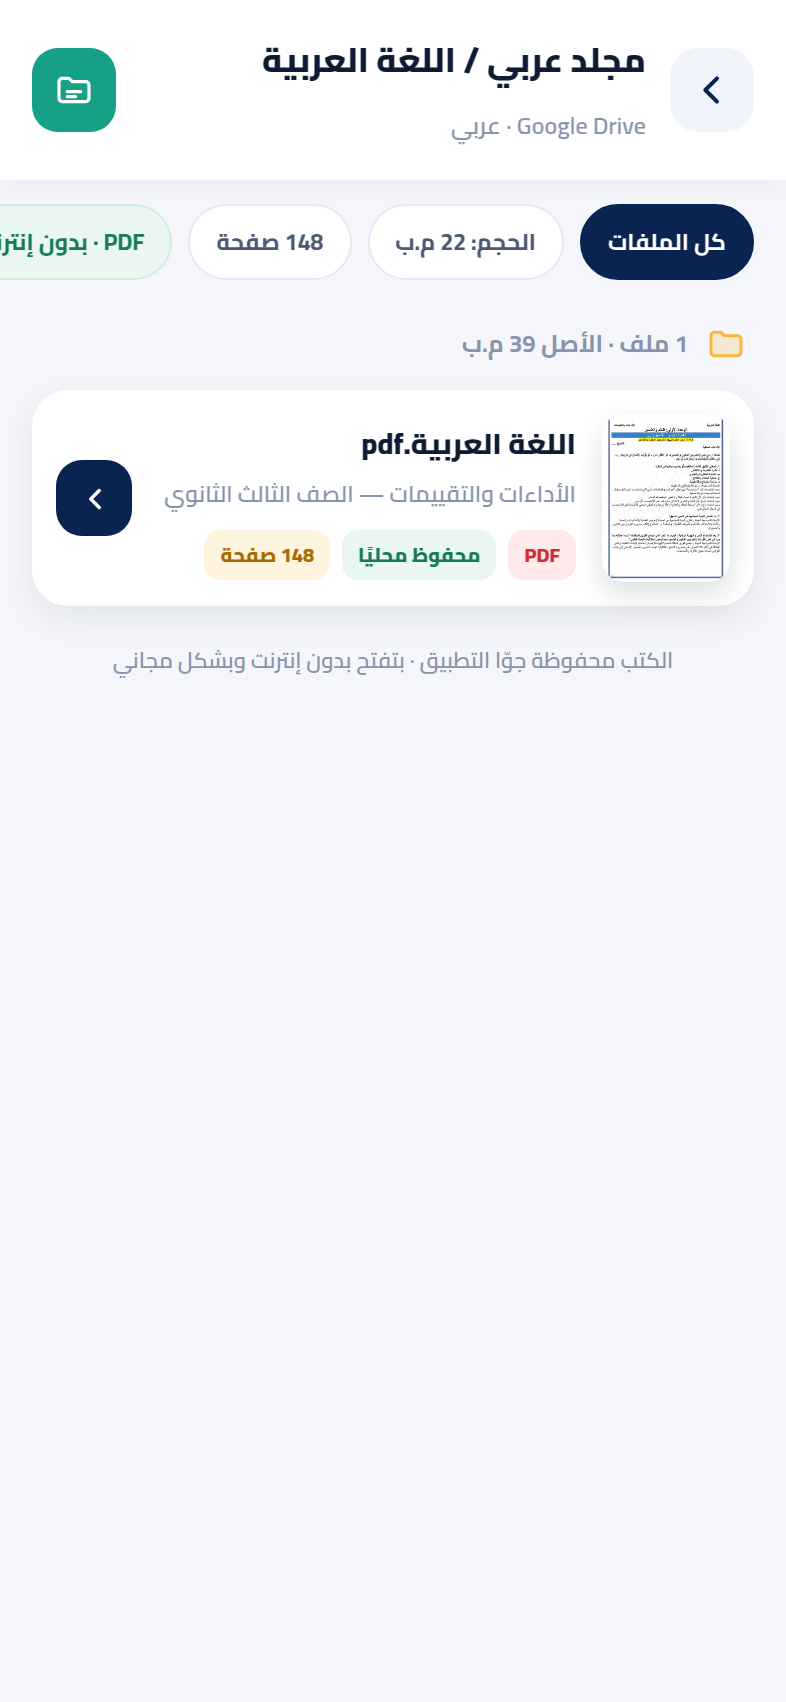 مجلد عربي / اللغة العربية
Google Drive · عربي
كل الملفات
الحجم: 22 م.ب
148 صفحة
PDF · بدون
1 ملف · الأصل 39 م.ب
اللغة العربية.pdf
الأداءات والتقييمات — الصف الثالث الثانوي
PDF
محفوظ محليًا
148 صفحة
الكتب محفوظة جوّا التطبيق · بتفتح بدون إنترنت وبشكل مجاني